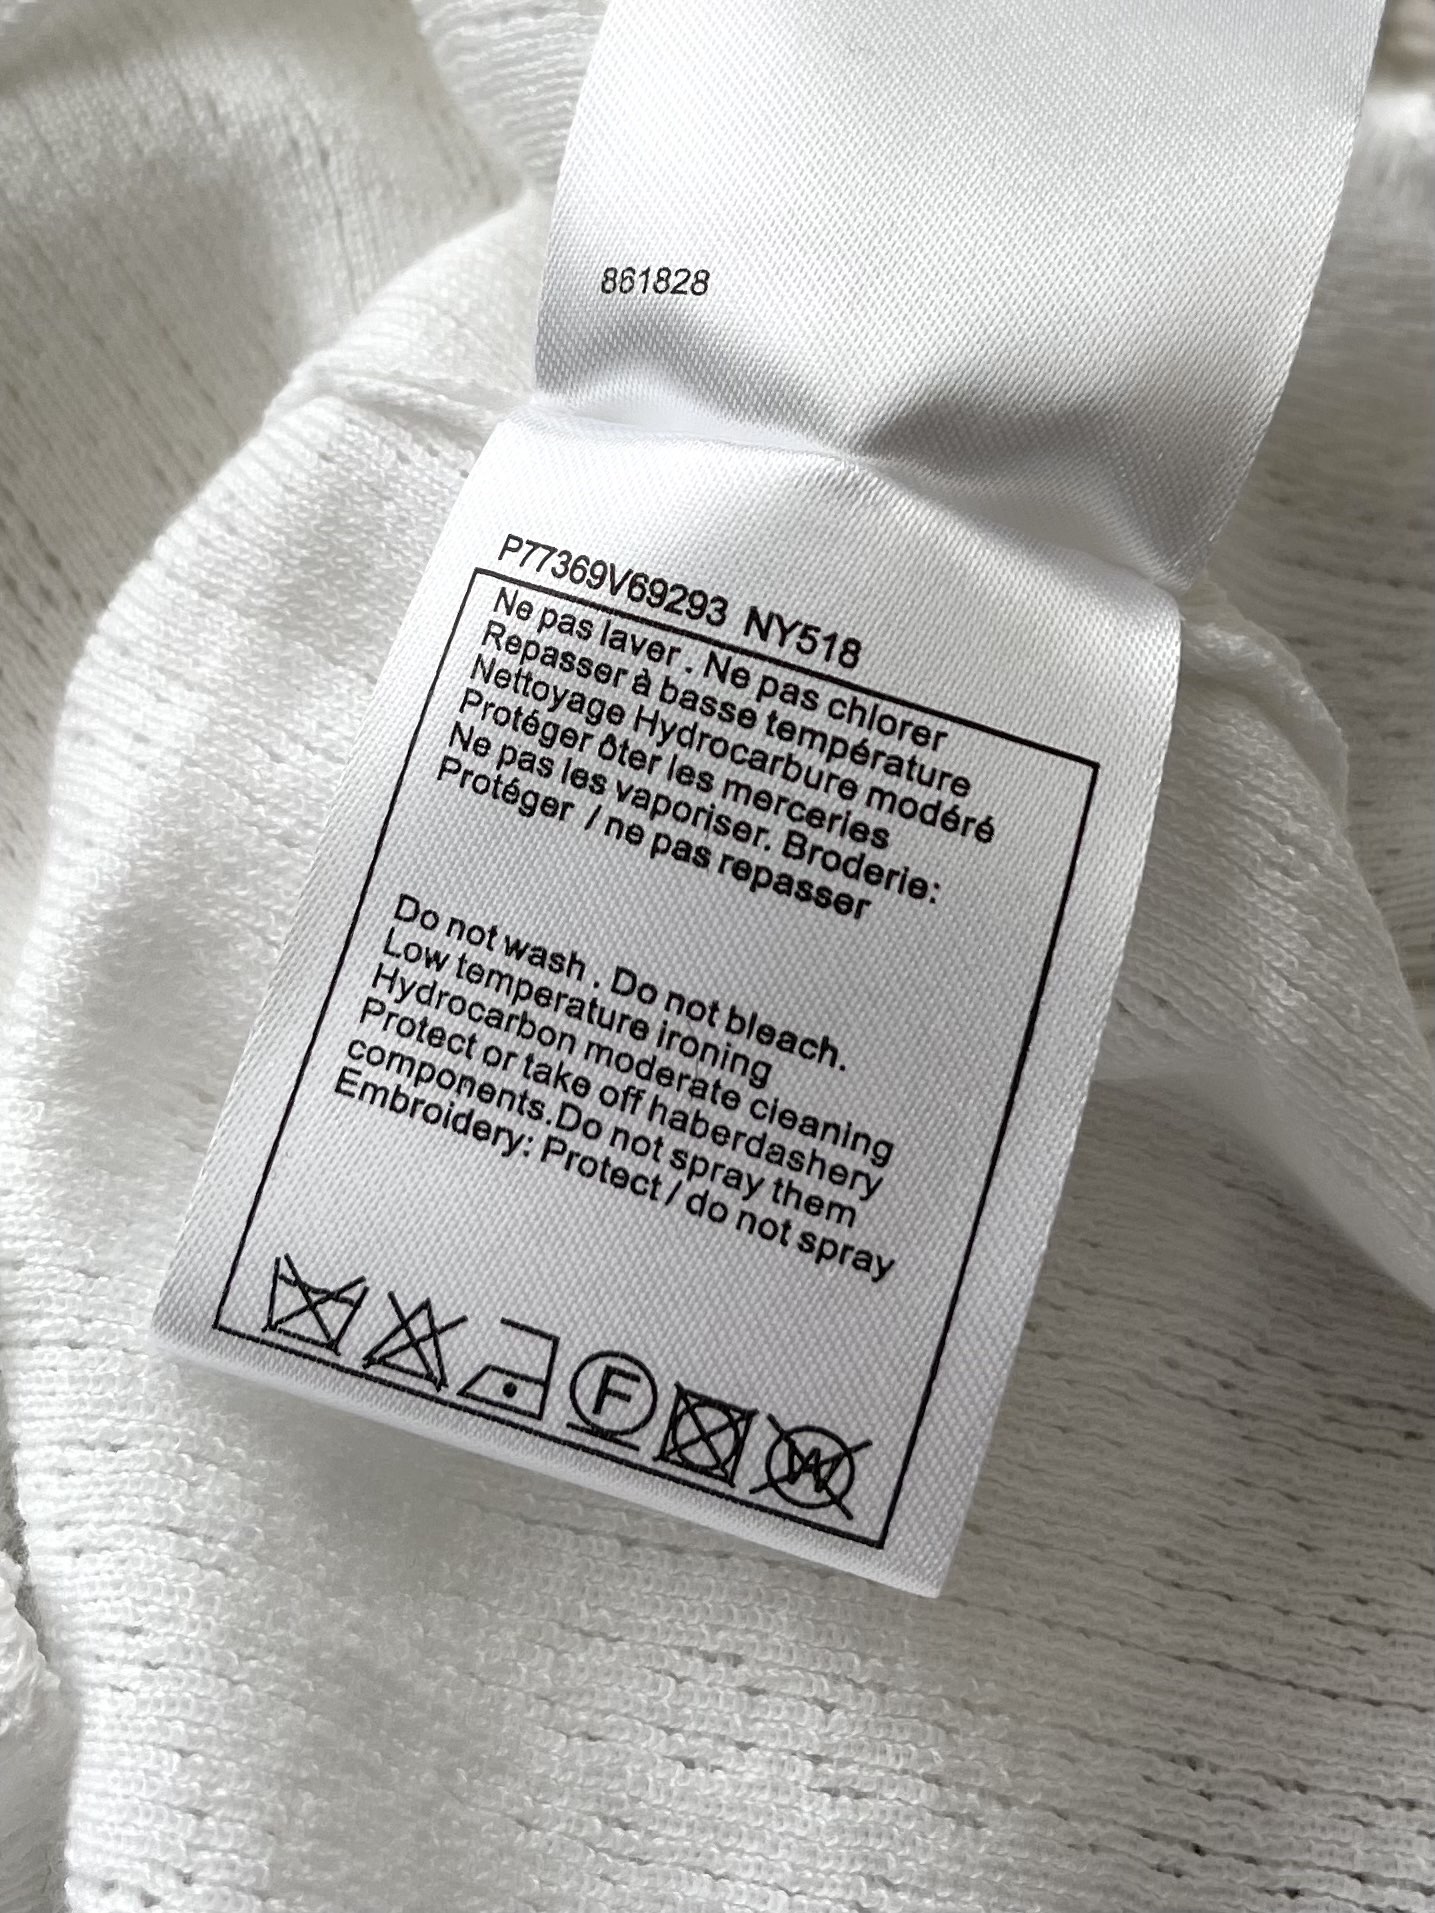 861828
P77369V69293 NY518
Ne pas laver . Ne pas chlorer
Repasser à basse température
Nettoyage Hydrocarbure modéré
Protéger ôter les merceries
Ne pas les vaporiser. Broderie:
Protéger / ne pas repasser
Do not wash . Do not bleach.
Low temperature ironing
Hydrocarbon moderate cleaning
Protect or take off haberdashery
components.Do not spray them
Embroidery: Protect / do not spray
F W